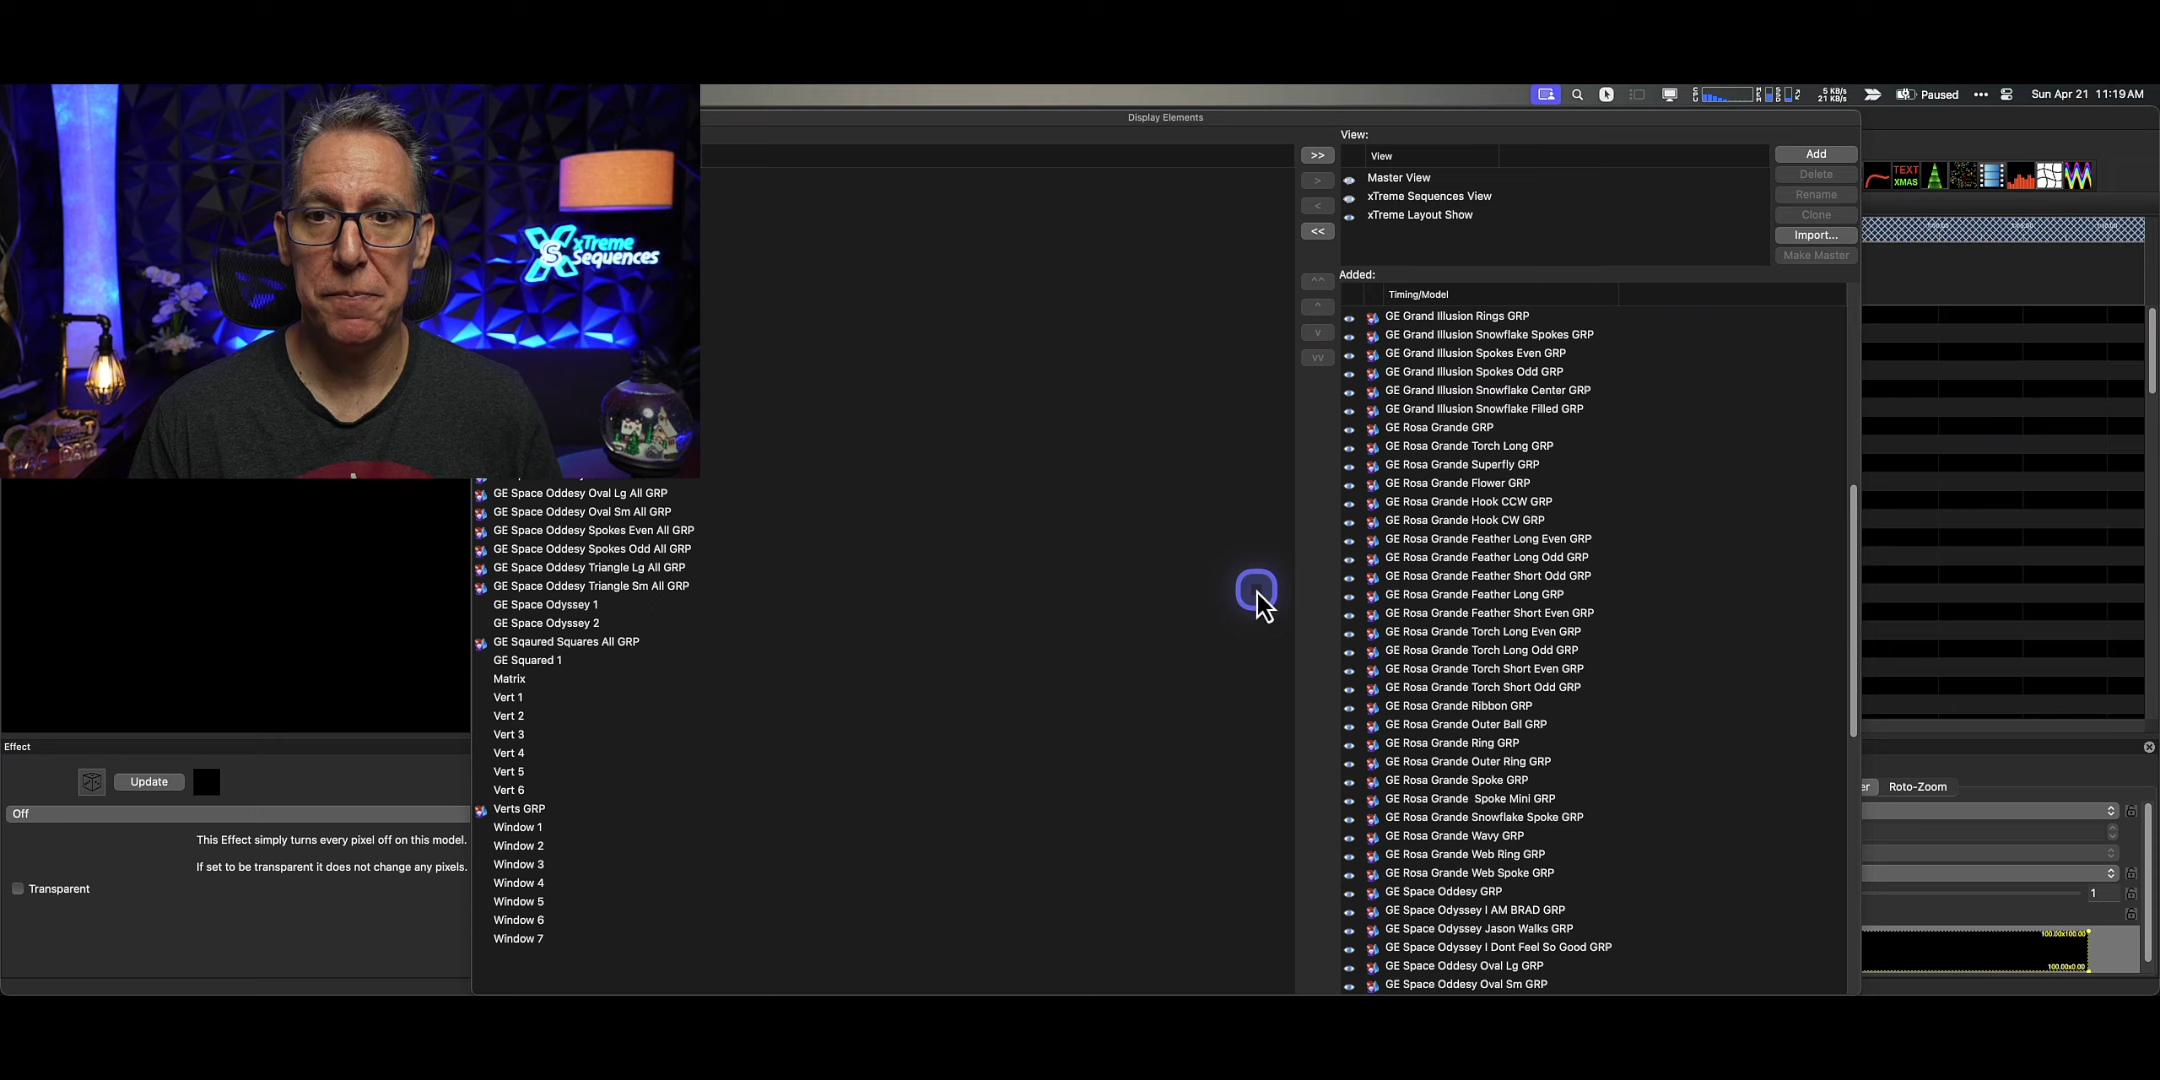 5 KB/s
21 KB/s
Paused
Sun Apr 21 11:19 AM
Display Elements
xTreme
Sequences
>>
>
<
<<
^^
^
v
vv
View:
View
Master View
xTreme Sequences View
xTreme Layout Show
Add
Delete
Rename
Clone
Import...
Make Master
TEXT
XMAS
Added:
Timing/Model
GE Grand Illusion Rings GRP
GE Grand Illusion Snowflake Spokes GRP
GE Grand Illusion Spokes Even GRP
GE Grand Illusion Spokes Odd GRP
GE Grand Illusion Snowflake Center GRP
GE Grand Illusion Snowflake Filled GRP
GE Rosa Grande GRP
GE Rosa Grande Torch Long GRP
GE Rosa Grande Superfly GRP
GE Rosa Grande Flower GRP
GE Rosa Grande Hook CCW GRP
GE Rosa Grande Hook CW GRP
GE Rosa Grande Feather Long Even GRP
GE Rosa Grande Feather Long Odd GRP
GE Rosa Grande Feather Short Odd GRP
GE Rosa Grande Feather Long GRP
GE Rosa Grande Feather Short Even GRP
GE Rosa Grande Torch Long Even GRP
GE Rosa Grande Torch Long Odd GRP
GE Rosa Grande Torch Short Even GRP
GE Rosa Grande Torch Short Odd GRP
GE Rosa Grande Ribbon GRP
GE Rosa Grande Outer Ball GRP
GE Rosa Grande Ring GRP
GE Rosa Grande Outer Ring GRP
GE Rosa Grande Spoke GRP
GE Rosa Grande  Spoke Mini GRP
GE Rosa Grande Snowflake Spoke GRP
GE Rosa Grande Wavy GRP
GE Rosa Grande Web Ring GRP
GE Rosa Grande Web Spoke GRP
GE Space Oddesy GRP
GE Space Odyssey I AM BRAD GRP
GE Space Odyssey Jason Walks GRP
GE Space Odyssey I Dont Feel So Good GRP
GE Space Oddesy Oval Lg GRP
GE Space Oddesy Oval Sm GRP
GE Space Oddesy Oval Lg All GRP
GE Space Oddesy Oval Sm All GRP
GE Space Oddesy Spokes Even All GRP
GE Space Oddesy Spokes Odd All GRP
GE Space Oddesy Triangle Lg All GRP
GE Space Oddesy Triangle Sm All GRP
GE Space Odyssey 1
GE Space Odyssey 2
GE Sqaured Squares All GRP
GE Squared 1
Matrix
Vert 1
Vert 2
Vert 3
Vert 4
Vert 5
Vert 6
Verts GRP
Window 1
Window 2
Window 3
Window 4
Window 5
Window 6
Window 7
Effect
Update
Off
This Effect simply turns every pixel off on this model.
If set to be transparent it does not change any pixels.
Transparent
er
Roto-Zoom
1
100.00x100.00
100.00x0.00